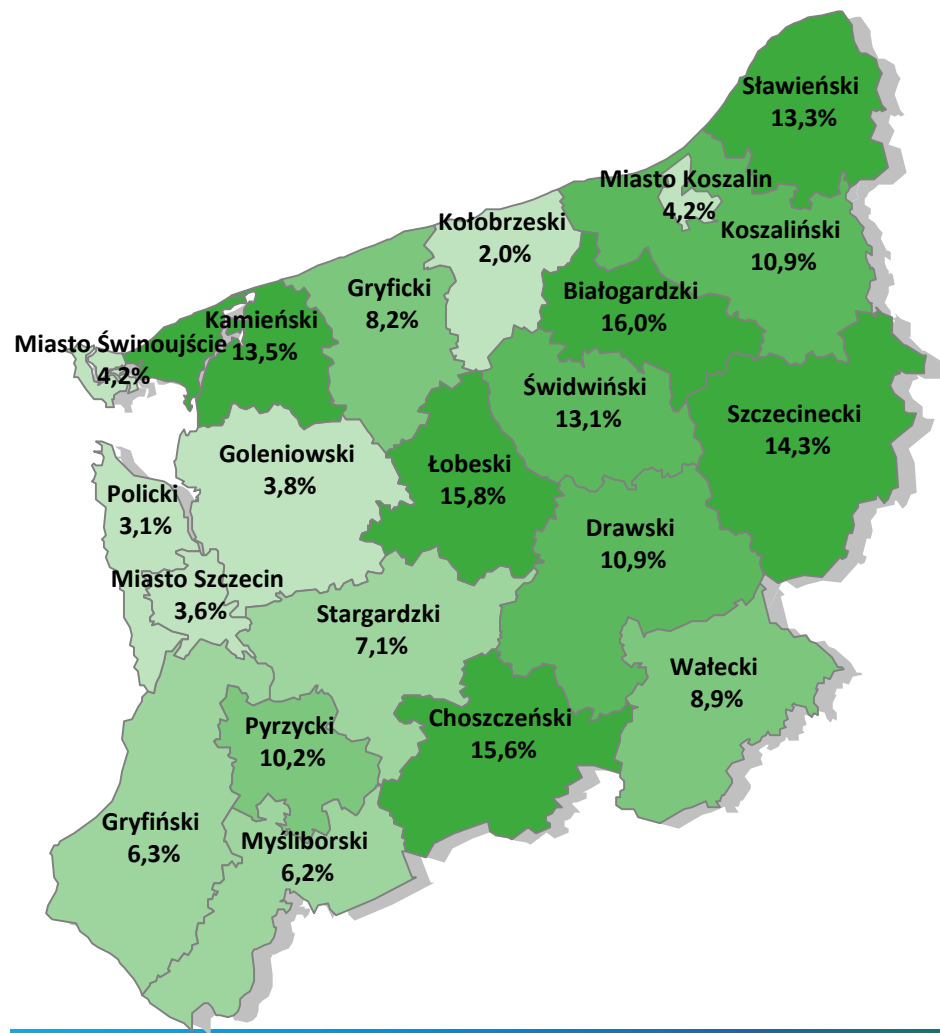 Sławieński
13,3%
Miasto Koszalin
4,2%
Kołobrzeski
2,0%
Koszaliński
10,9%
Gryficki
8,2%
Białogardzki
16,0%
Kamieński
13,5%
Miasto Świnoujście
4,2%
Świdwiński
13,1%
Szczecinecki
14,3%
Goleniowski
3,8%
Łobeski
15,8%
Policki
3,1%
Drawski
10,9%
Miasto Szczecin
3,6%
Stargardzki
7,1%
Wałecki
8,9%
Choszczeński
15,6%
Pyrzycki
10,2%
Gryfiński
6,3%
Myśliborski
6,2%